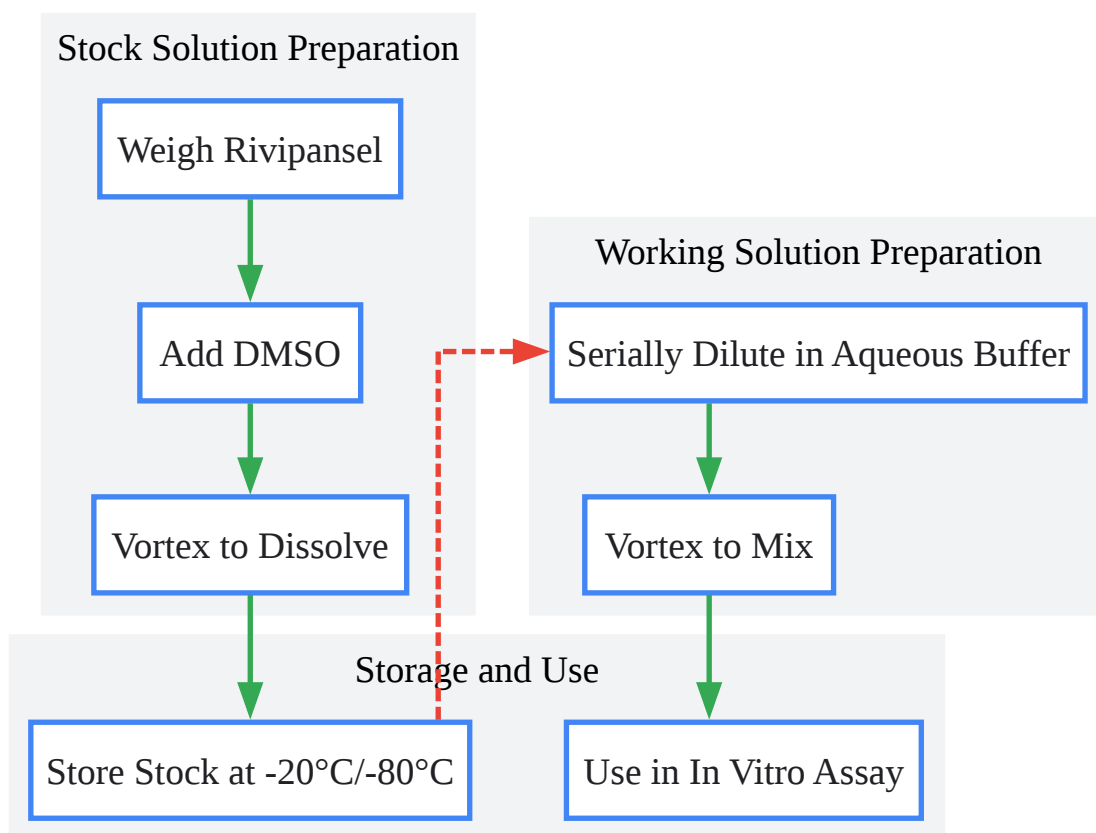 Stock Solution Preparation
Weigh Rivipansel
Add DMSO
Vortex to Dissolve
Working Solution Preparation
Serially Dilute in Aqueous Buffer
Vortex to Mix
Storage and Use
Store Stock at -20°C/-80°C
Use in In Vitro Assay